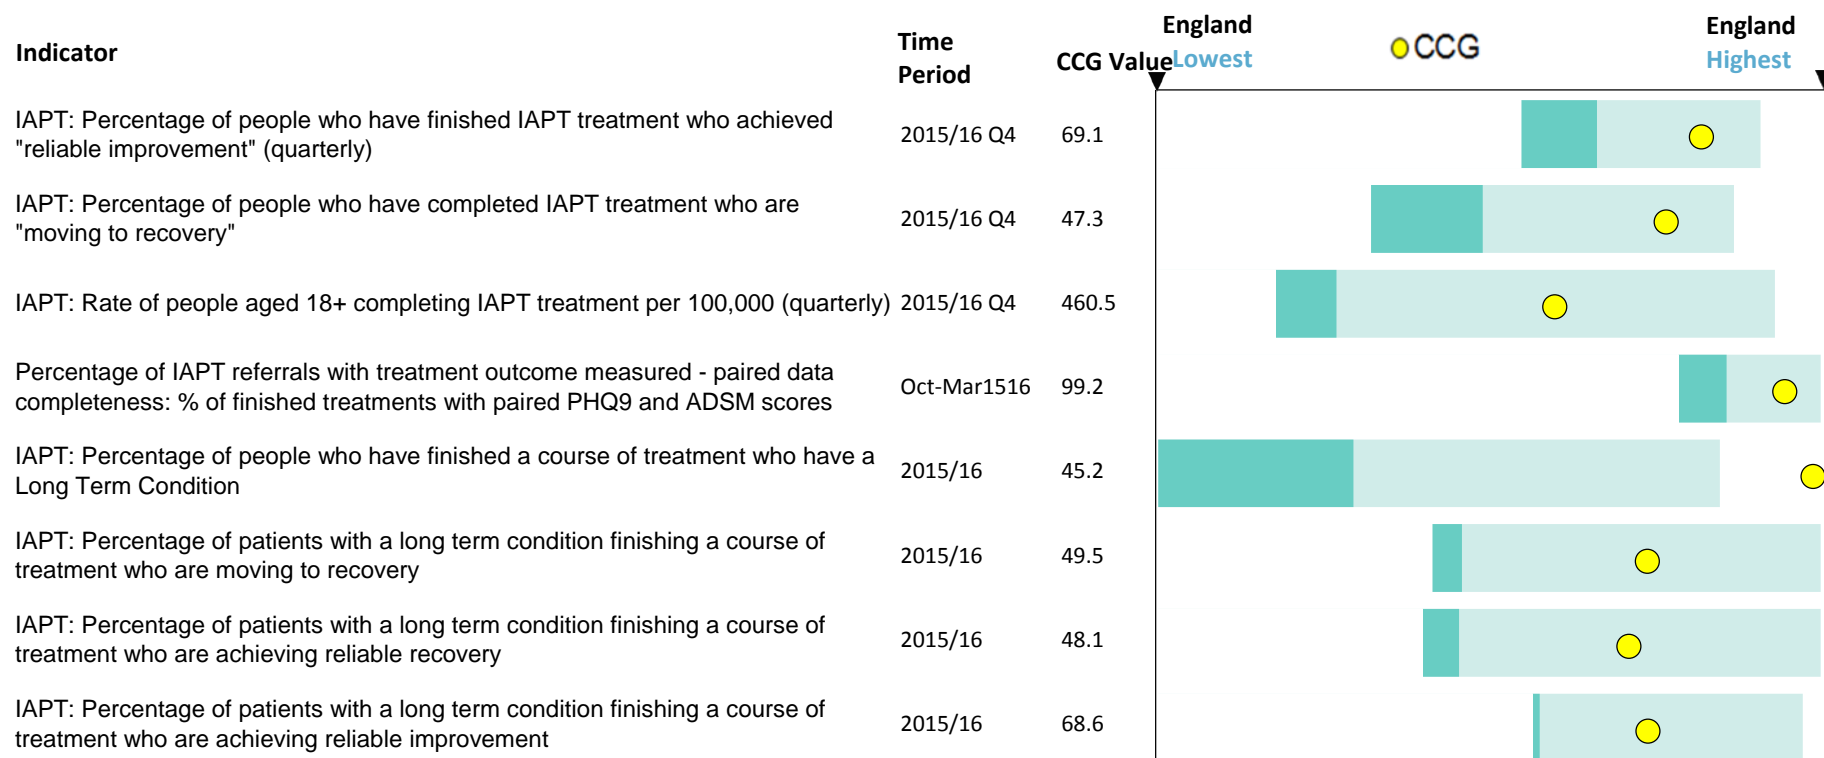 Indicator
Time
Period
CCG Value
England
Lowest
CCG
England
Highest
IAPT: Percentage of people who have finished IAPT treatment who achieved
"reliable improvement" (quarterly)
2015/16 Q4
69.1
IAPT: Percentage of people who have completed IAPT treatment who are
"moving to recovery"
2015/16 Q4
47.3
IAPT: Rate of people aged 18+ completing IAPT treatment per 100,000 (quarterly)
2015/16 Q4
460.5
Percentage of IAPT referrals with treatment outcome measured - paired data
completeness: % of finished treatments with paired PHQ9 and ADSM scores
Oct-Mar1516
99.2
IAPT: Percentage of people who have finished a course of treatment who have a
Long Term Condition
2015/16
45.2
IAPT: Percentage of patients with a long term condition finishing a course of
treatment who are moving to recovery
2015/16
49.5
IAPT: Percentage of patients with a long term condition finishing a course of
treatment who are achieving reliable recovery
2015/16
48.1
IAPT: Percentage of patients with a long term condition finishing a course of
treatment who are achieving reliable improvement
2015/16
68.6